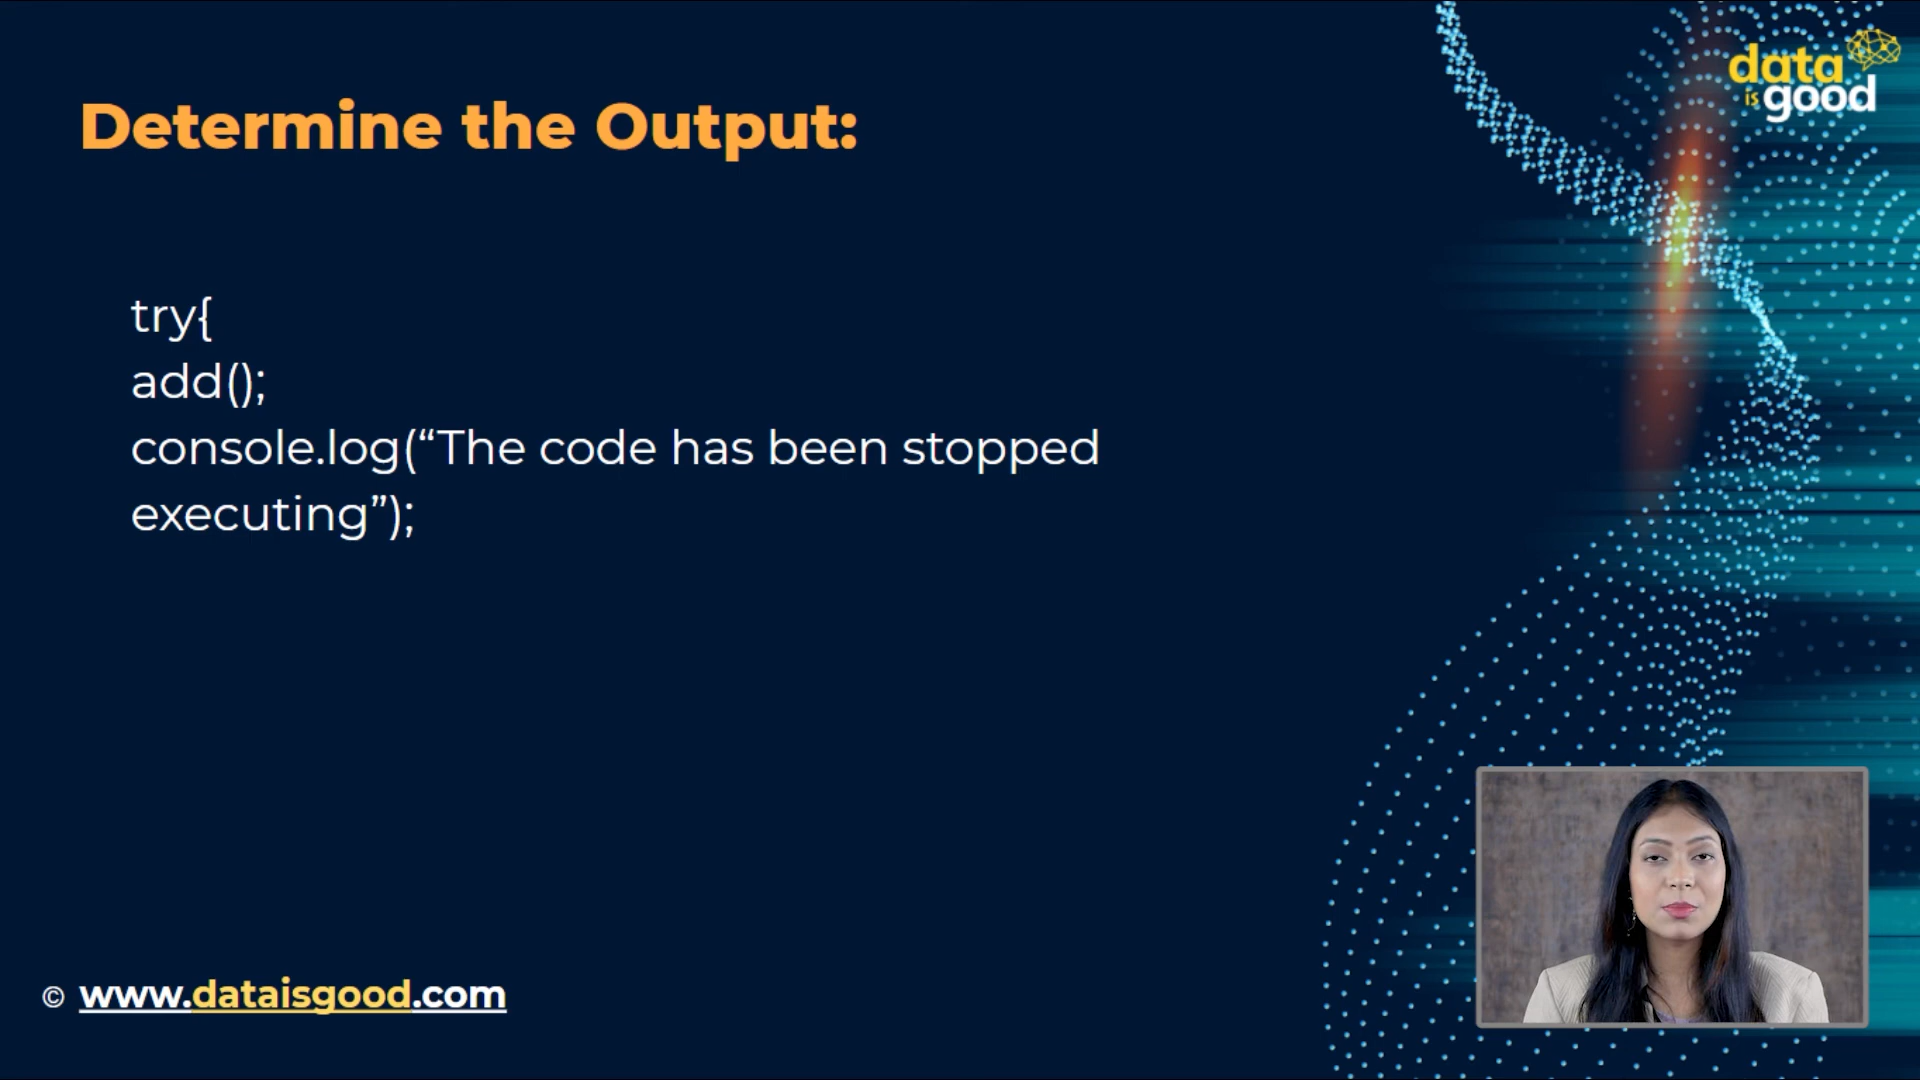 data
is good
Determine the Output:
try{
add();
console.log(“The code has been stopped
executing”);
© www.dataisgood.com